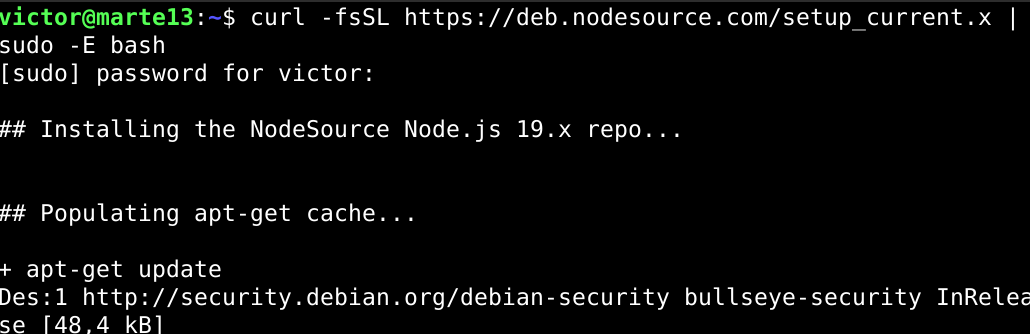 victor@marte13:~$ curl -fsSL https://deb.nodesource.com/setup_current.x |
sudo -E bash
[sudo] password for victor:
## Installing the NodeSource Node.js 19.x repo...
## Populating apt-get cache...
+ apt-get update
Des:1 http://security.debian.org/debian-security bullseye-security InRelea
se [48,4 kB]